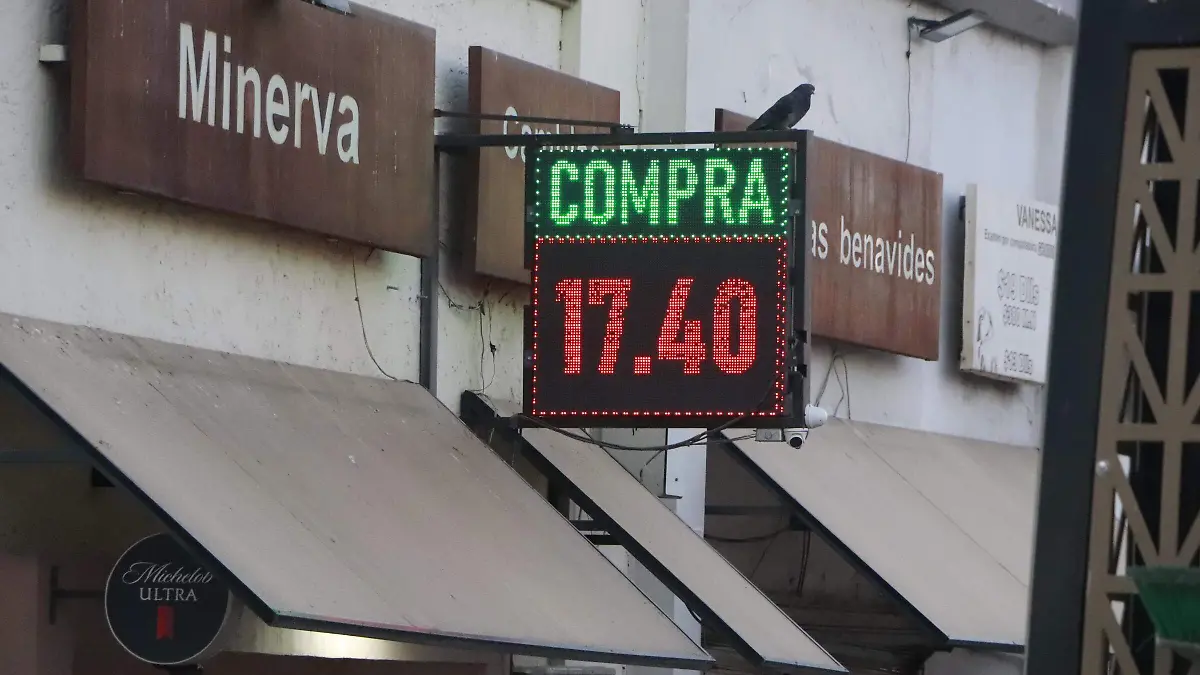 Minerva
COMPRA
17.40
as benavides
VANESSA
Michelob
ULTRA